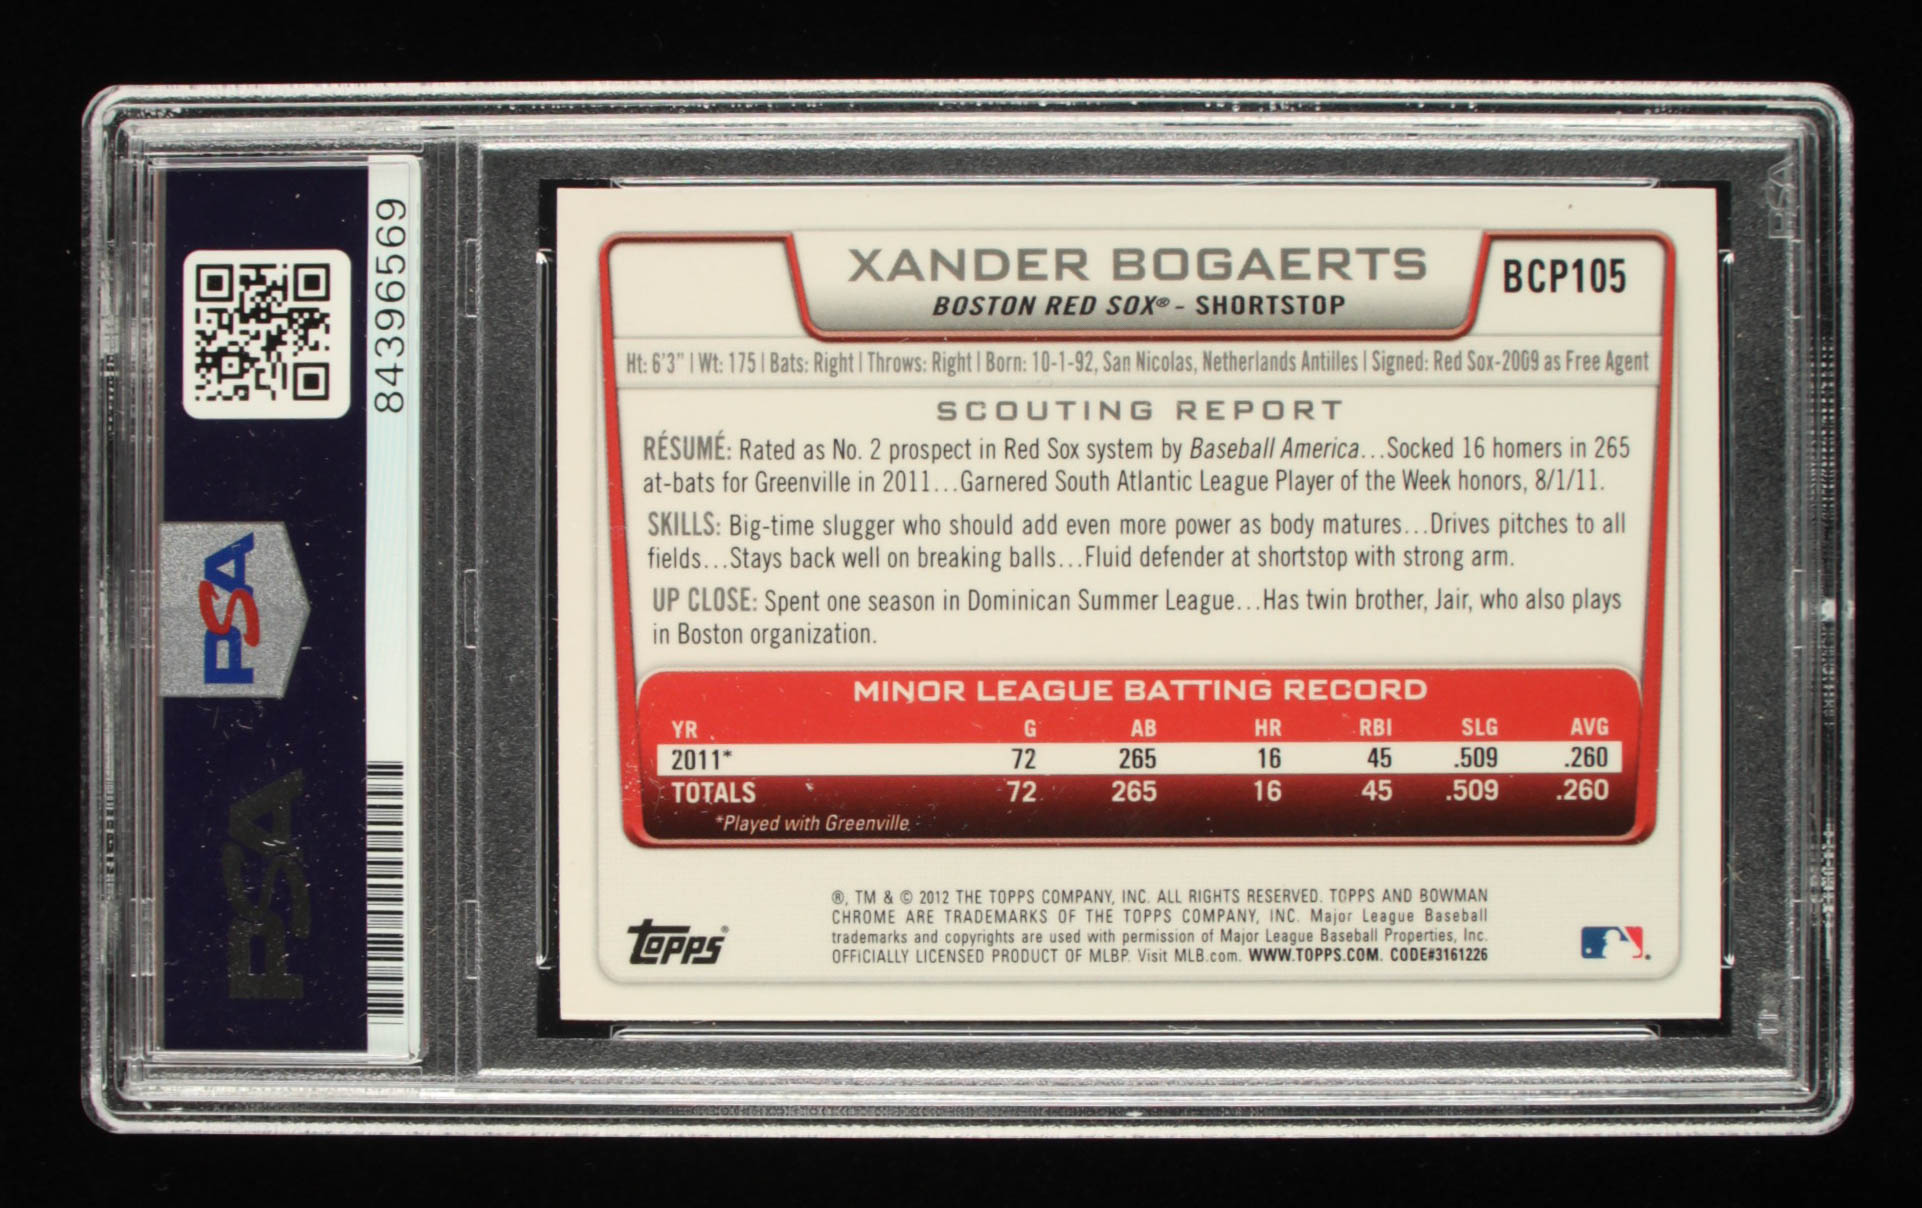 84396569
PSA
PSA
XANDER BOGAERTS
BOSTON RED SOX® - SHORTSTOP
BCP105
Ht: 6'3" | Wt: 175 | Bats: Right | Throws: Right | Born: 10-1-92, San Nicolas, Netherlands Antilles | Signed: Red Sox-2009 as Free Agent
SCOUTING REPORT
RÉSUMÉ: Rated as No. 2 prospect in Red Sox system by Baseball America...Socked 16 homers in 265
at-bats for Greenville in 2011...Garnered South Atlantic League Player of the Week honors, 8/1/11.
SKILLS: Big-time slugger who should add even more power as body matures...Drives pitches to all
fields...Stays back well on breaking balls...Fluid defender at shortstop with strong arm.
UP CLOSE: Spent one season in Dominican Summer League...Has twin brother, Jair, who also plays
in Boston organization.
MINOR LEAGUE BATTING RECORD
YR G AB HR RBI SLG AVG
2011* 72 265 16 45 .509 .260
TOTALS 72 265 16 45 .509 .260
*Played with Greenville.
®, TM & © 2012 THE TOPPS COMPANY, INC. ALL RIGHTS RESERVED. TOPPS AND BOWMAN
CHROME ARE TRADEMARKS OF THE TOPPS COMPANY, INC. Major League Baseball
trademarks and copyrights are used with permission of Major League Baseball Properties, Inc.
OFFICIALLY LICENSED PRODUCT OF MLBP. Visit MLB.com. WWW.TOPPS.COM. CODE#3161226
Topps®
PSA